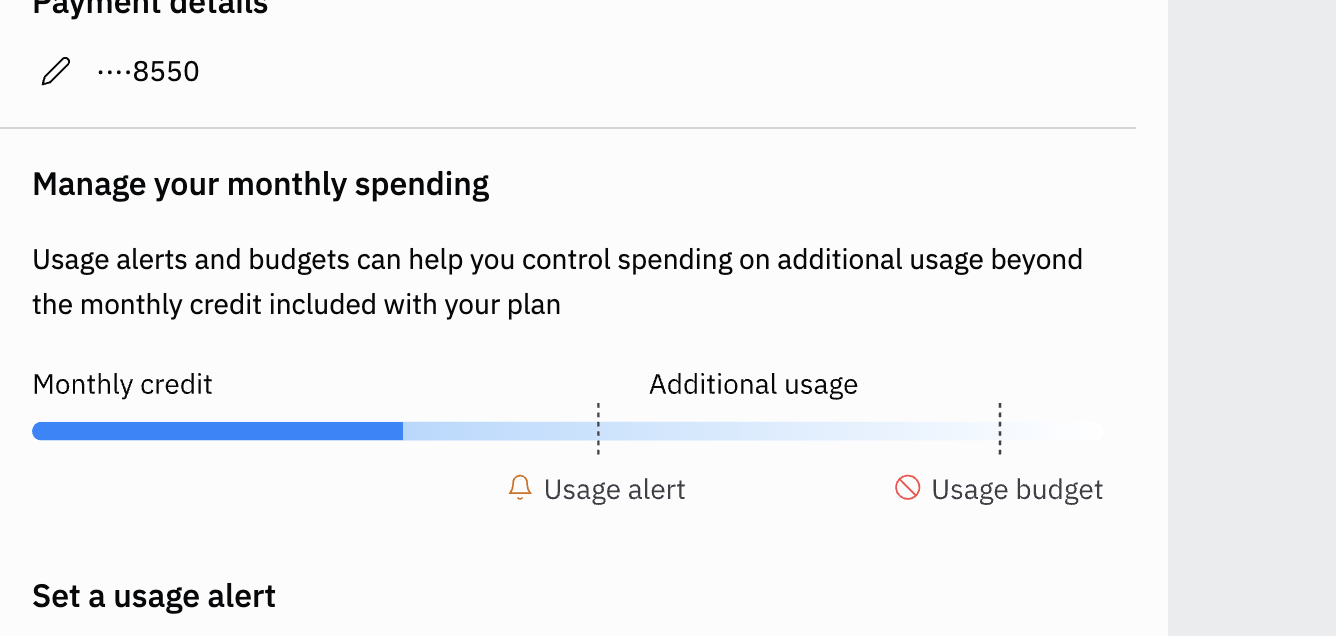 Payment details
····8550
Manage your monthly spending
Usage alerts and budgets can help you control spending on additional usage beyond
the monthly credit included with your plan
Monthly credit
Additional usage
Usage alert
Usage budget
Set a usage alert